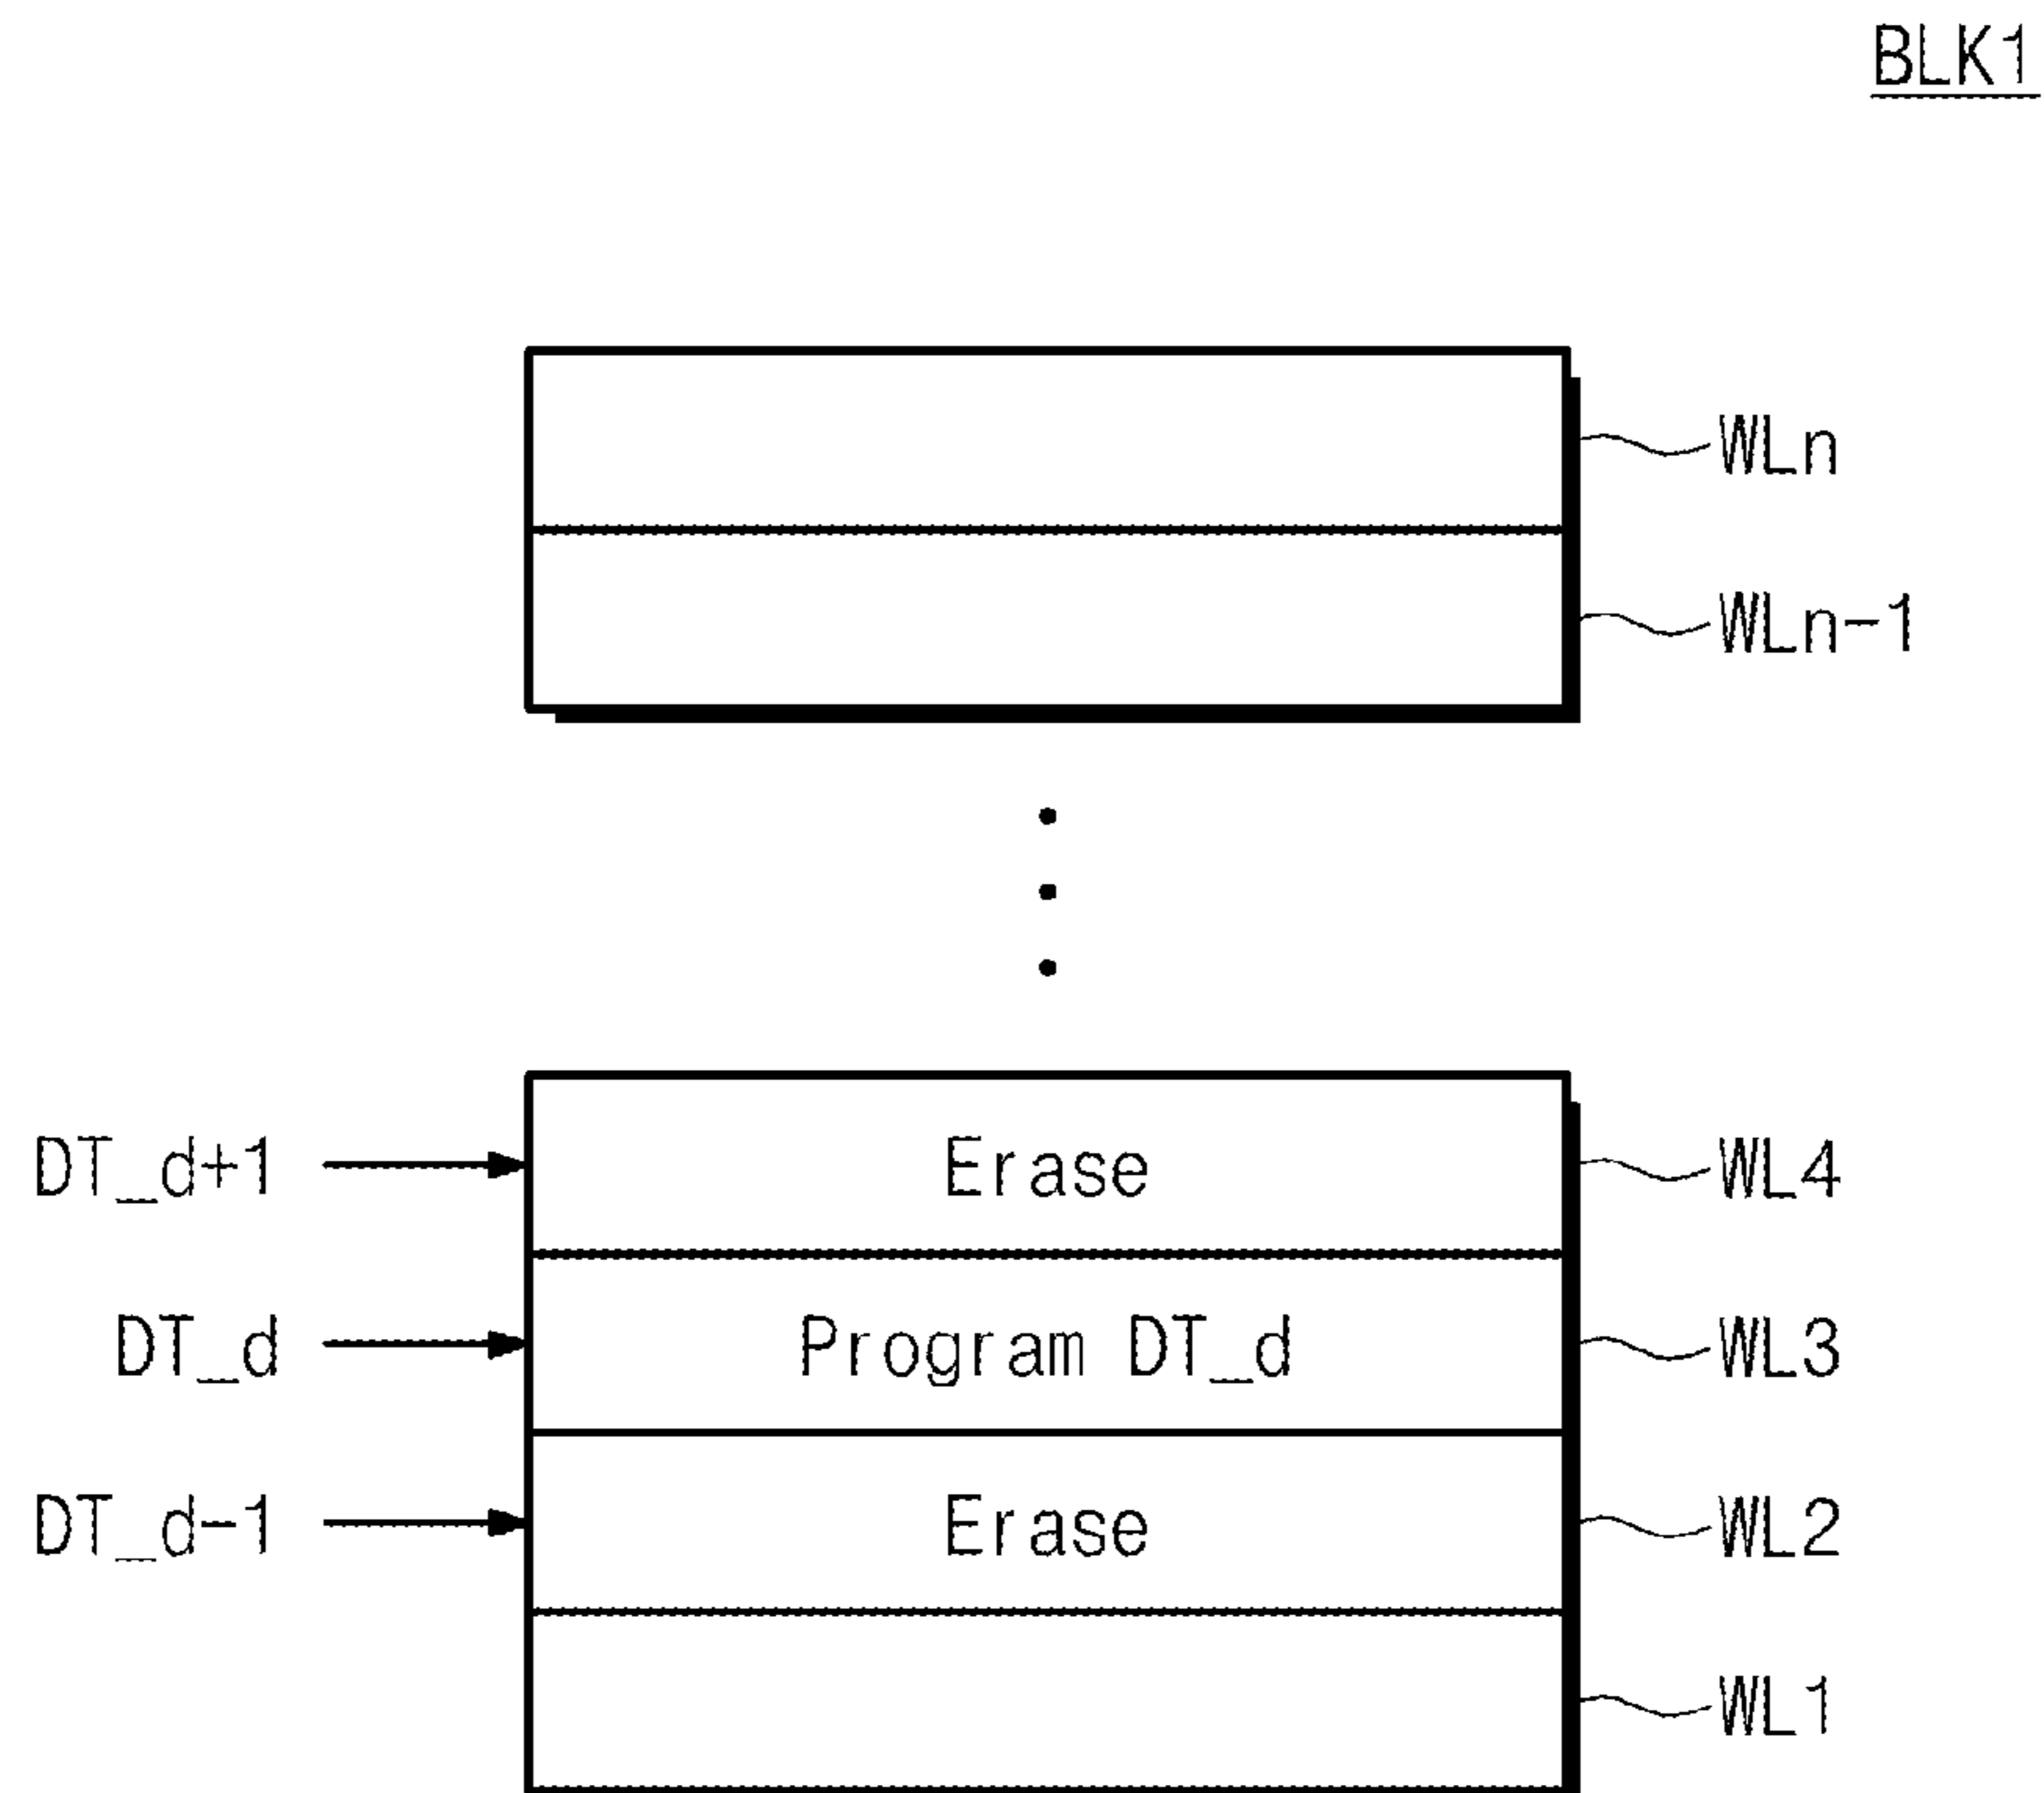 BLK1
WLn
WLn-1
DT_d+1 Erase WL4
DT_d Program DT_d WL3
DT_d-1 Erase WL2
WL1